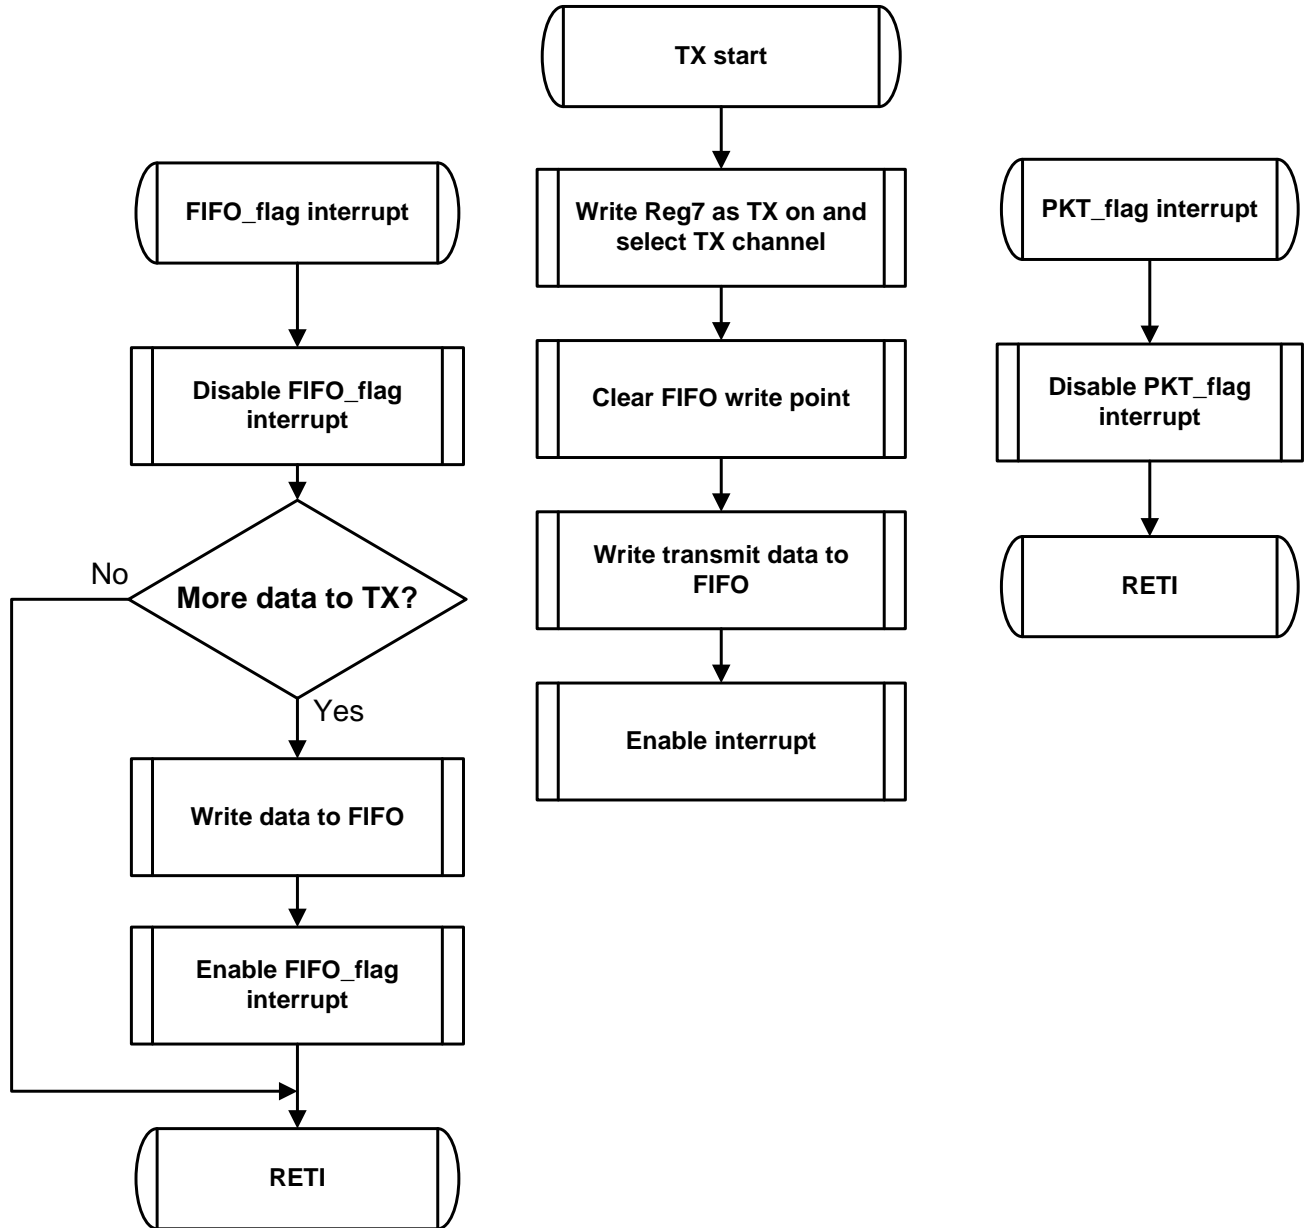 TX start
FIFO_flag interrupt
Write Reg7 as TX on and
select TX channel
PKT_flag interrupt
Disable FIFO_flag
interrupt
Clear FIFO write point
Disable PKT_flag
interrupt
No
More data to TX?
Write transmit data to
FIFO
RETI
Yes
Enable interrupt
Write data to FIFO
Enable FIFO_flag
interrupt
RETI